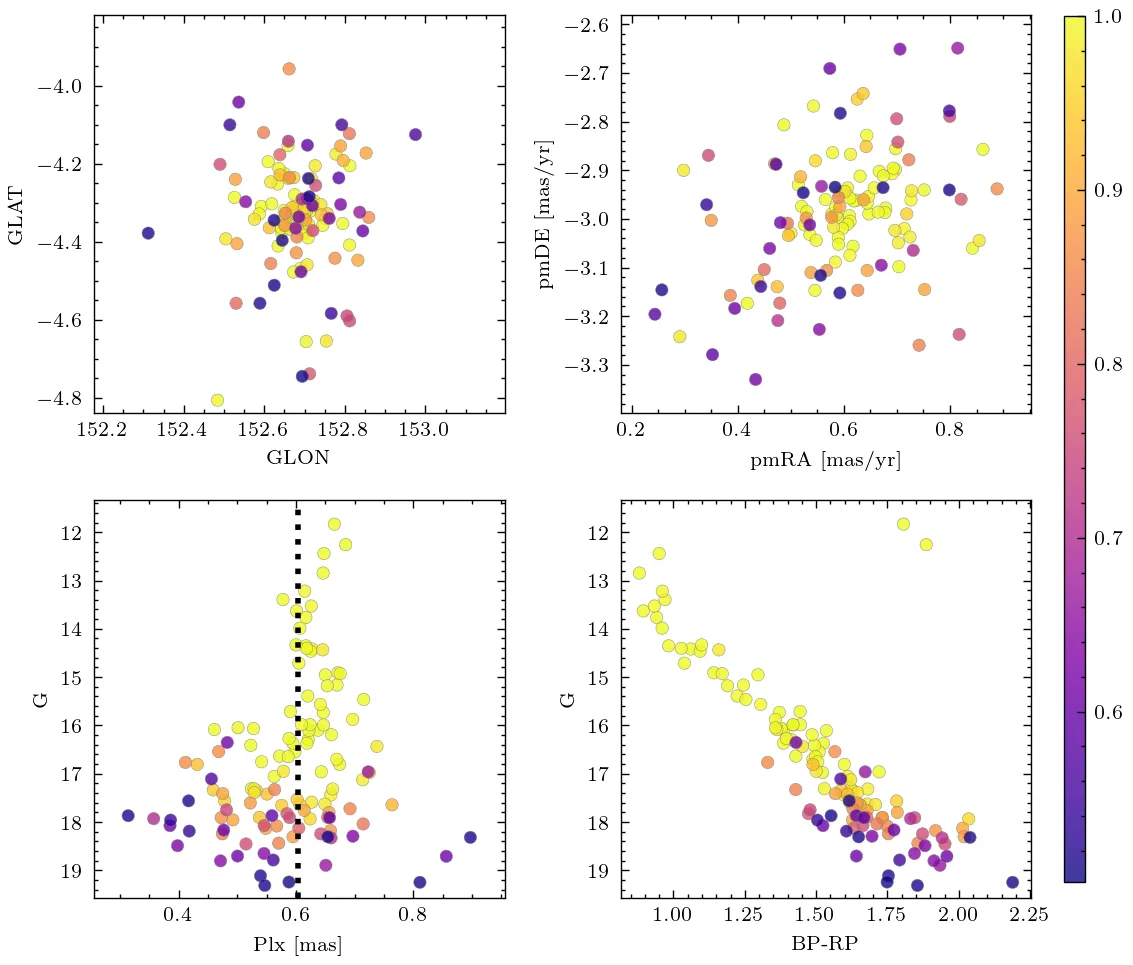 −4.0
−4.2
−4.4
−4.6
−4.8
GLAT
152.2 152.4 152.6 152.8 153.0
GLON
−2.6
−2.7
−2.8
−2.9
−3.0
−3.1
−3.2
−3.3
pmDE [mas/yr]
0.2 0.4 0.6 0.8
pmRA [mas/yr]
12
13
14
15
16
17
18
19
G
0.4 0.6 0.8
Plx [mas]
12
13
14
15
16
17
18
19
G
1.00 1.25 1.50 1.75 2.00 2.25
BP-RP
1.0
0.9
0.8
0.7
0.6